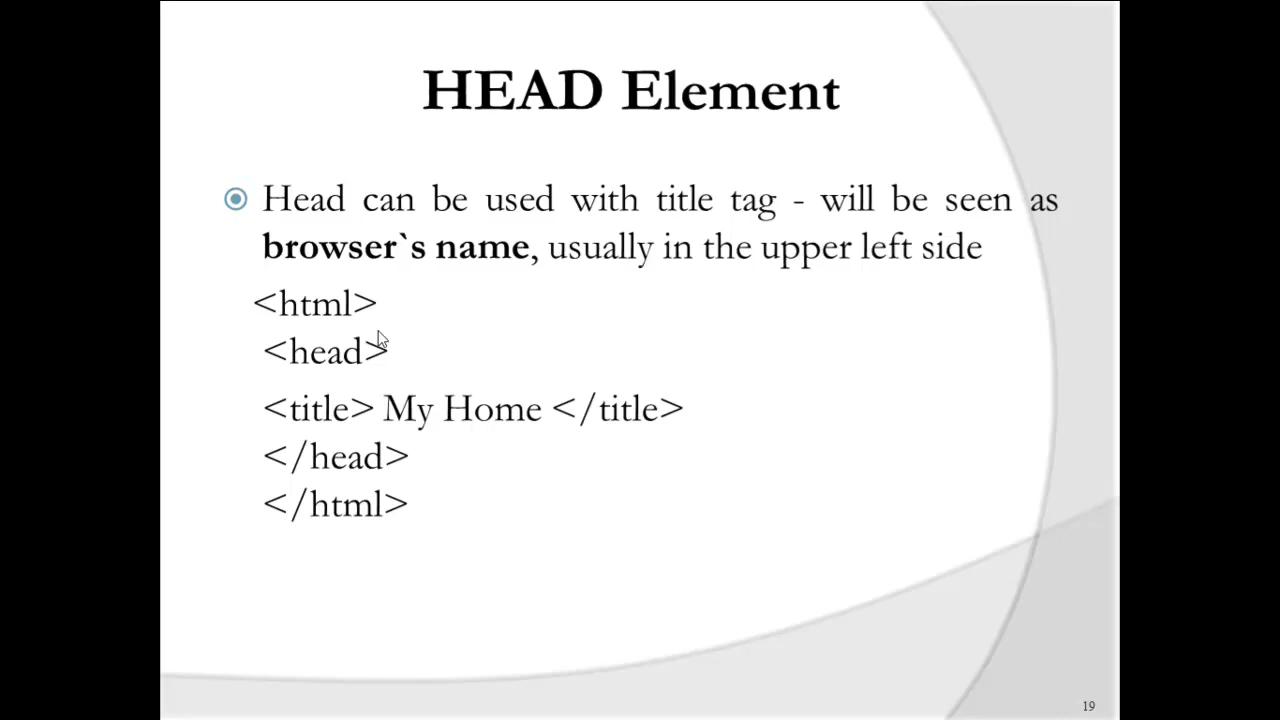 HEAD Element
Head can be used with title tag - will be seen as
browser`s name, usually in the upper left side
<html>
<head>
<title> My Home </title>
</head>
</html>
19